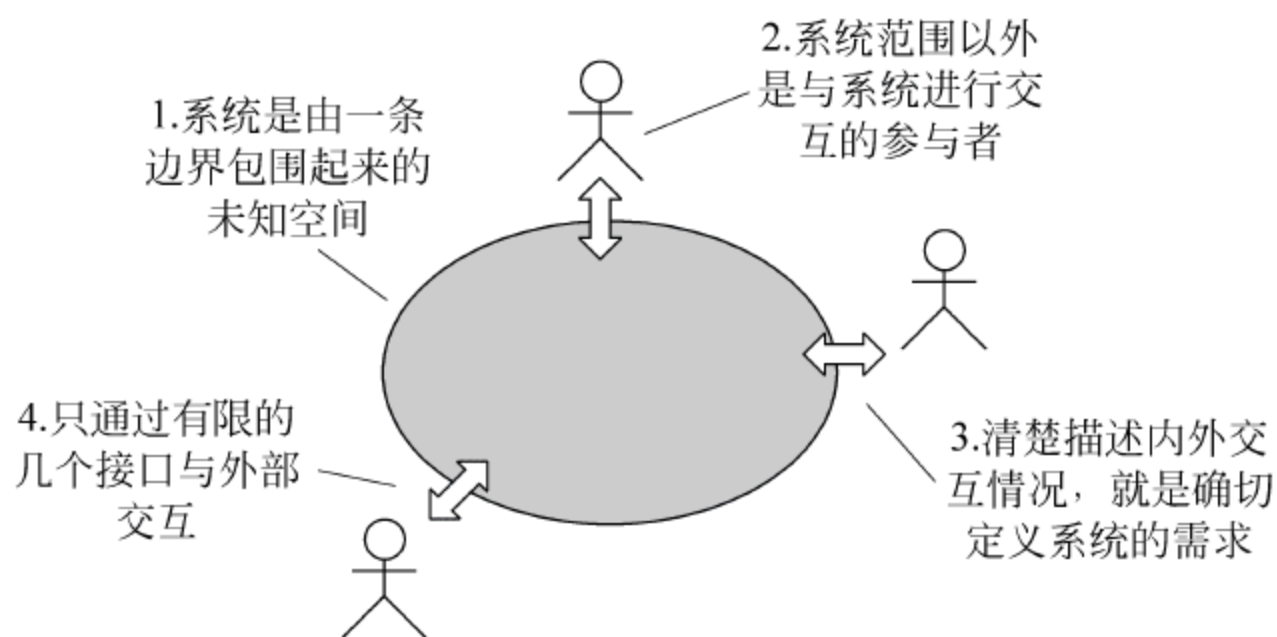 1.系统是由一条
边界包围起来的
未知空间
2.系统范围以外
是与系统进行交
互的参与者
3.清楚描述内外交
互情况，就是确切
定义系统的需求
4.只通过有限的
几个接口与外部
交互